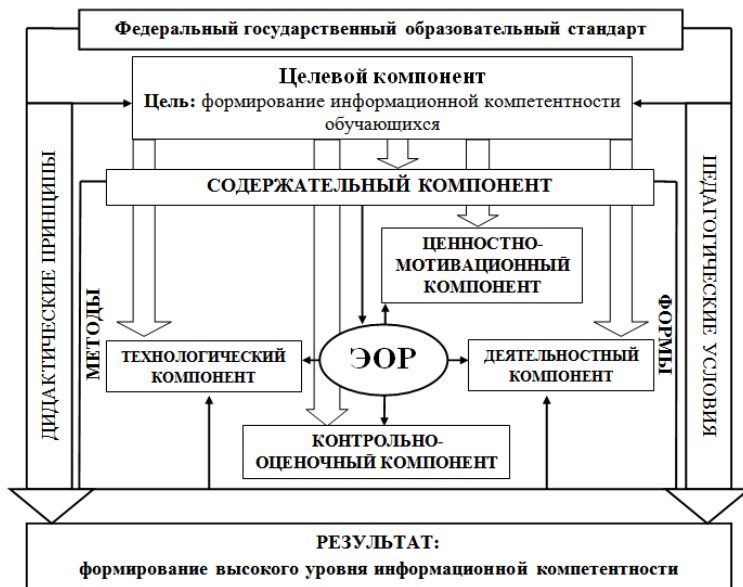 Федеральный государственный образовательный стандарт
Целевой компонент
Цель: формирование информационной компетентности
обучающихся
СОДЕРЖАТЕЛЬНЫЙ КОМПОНЕНТ
ДИДАКТИЧЕСКИЕ ПРИНЦИПЫ
МЕТОДЫ
ЦЕННОСТНО-
МОТИВАЦИОННЫЙ
КОМПОНЕНТ
ФОРМЫ
ПЕДАГОГИЧЕСКИЕ УСЛОВИЯ
ТЕХНОЛОГИЧЕСКИЙ
КОМПОНЕНТ
ЭОР
ДЕЯТЕЛЬНОСТНЫЙ
КОМПОНЕНТ
КОНТРОЛЬНО-
ОЦЕНОЧНЫЙ КОМПОНЕНТ
РЕЗУЛЬТАТ:
формирование высокого уровня информационной компетентности